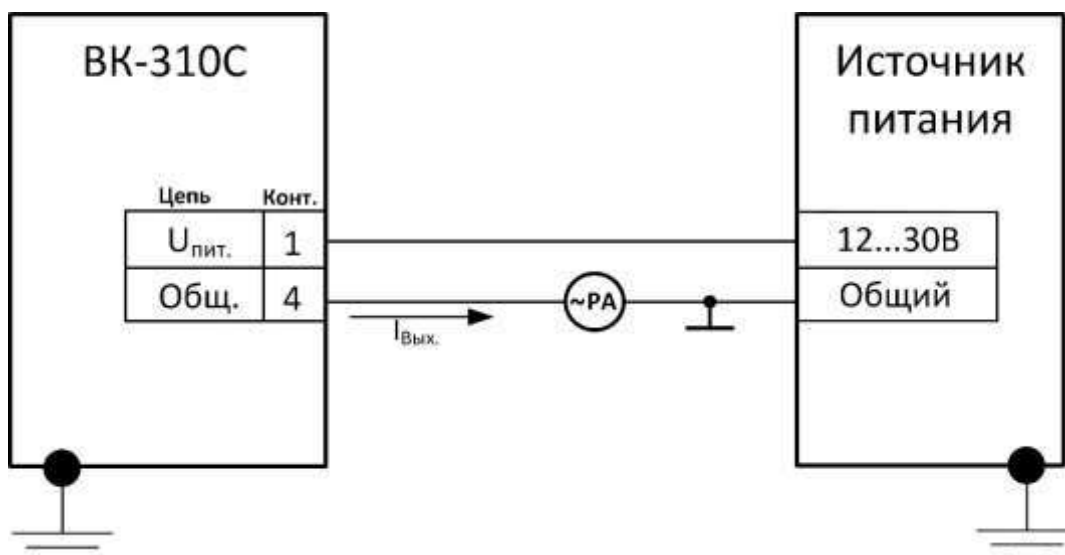 ВК-310С
Источник
питания
Цепь Конт.
Uпит. 1
Общ. 4
12...30В
Общий
~PA
IВых.